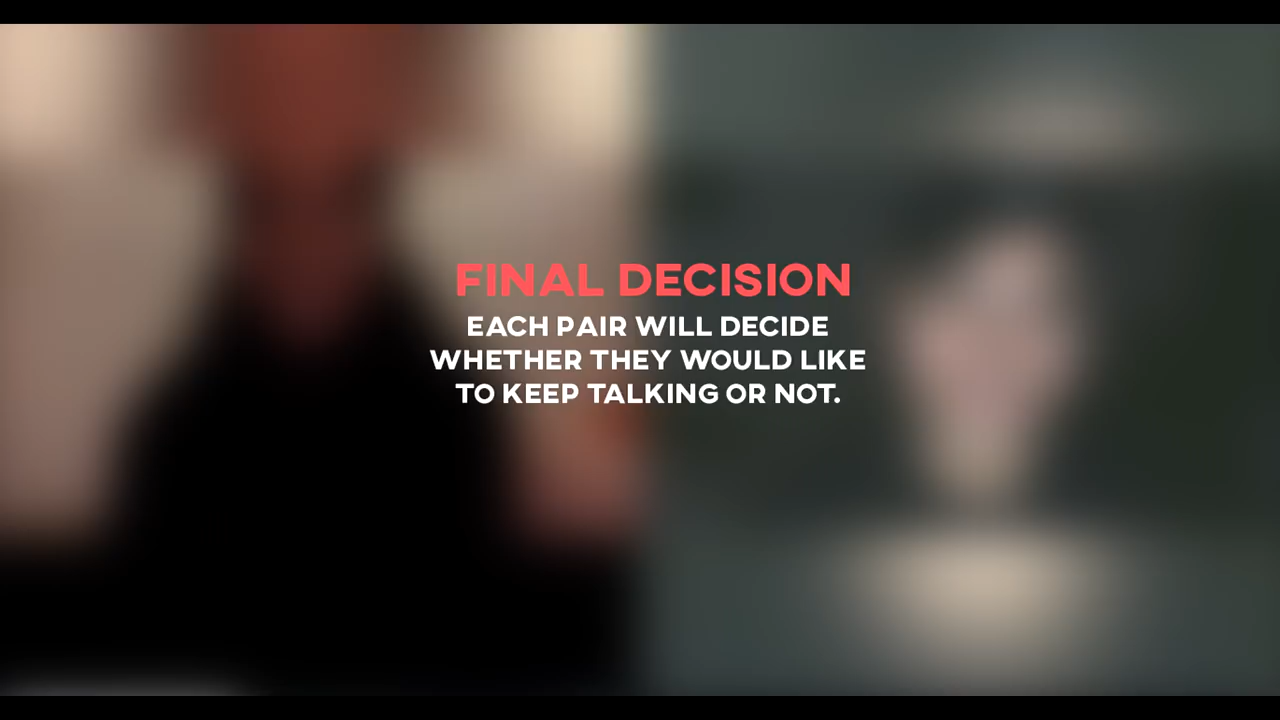 FINAL DECISION
EACH PAIR WILL DECIDE
WHETHER THEY WOULD LIKE
TO KEEP TALKING OR NOT.